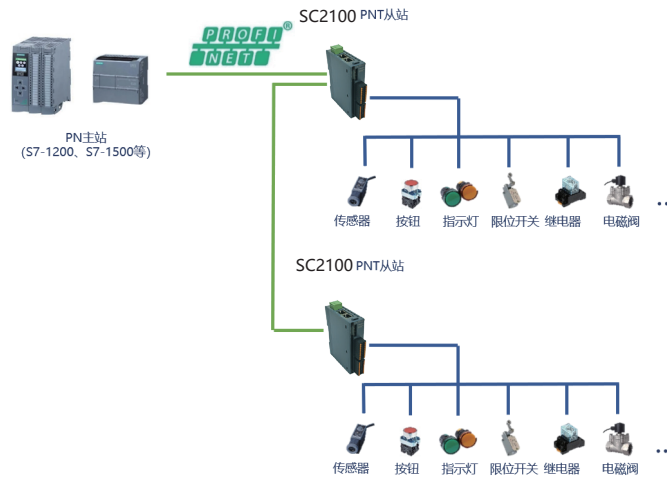 PROFI
NET®
SC2100 PNT从站
PN主站
(S7-1200、S7-1500等)
传感器 按钮 指示灯 限位开关 继电器 电磁阀 ...
SC2100 PNT从站
传感器 按钮 指示灯 限位开关 继电器 电磁阀 ...